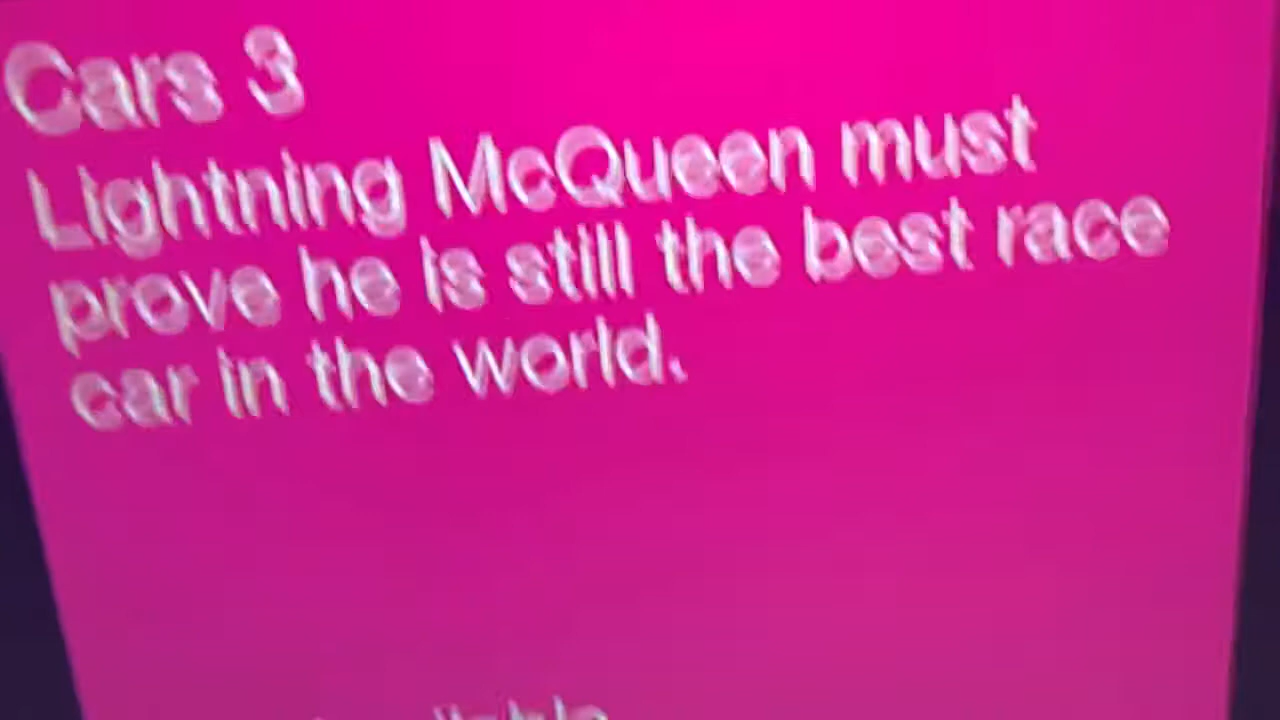 Cars 3
Lightning McQueen must
prove he is still the best race
car in the world.